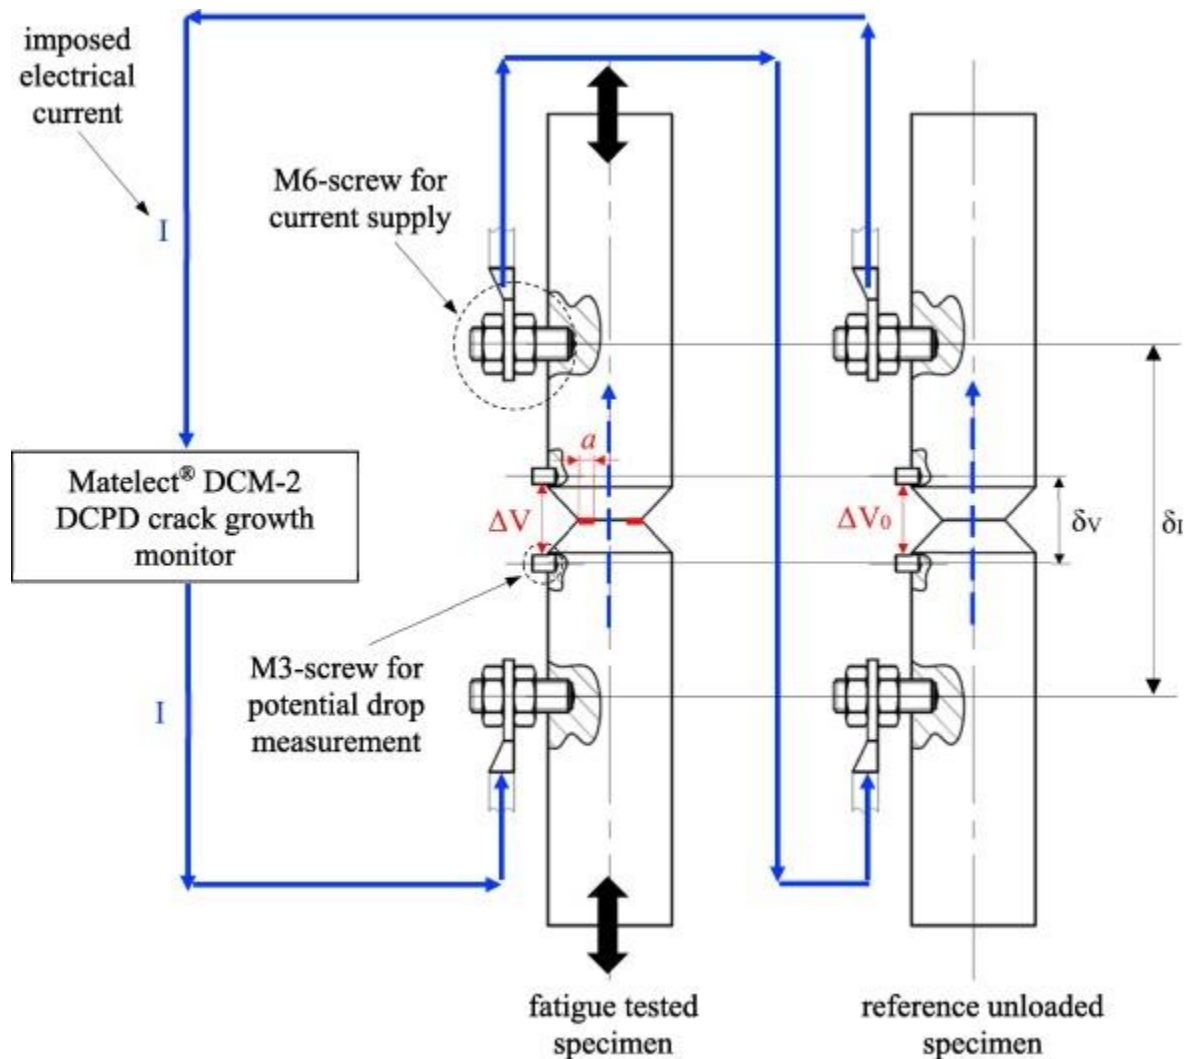 imposed
electrical
current
I
M6-screw for
current supply
a
Matelect® DCM-2
DCPD crack growth
monitor
ΔV
ΔV₀
δV
δI
M3-screw for
potential drop
measurement
I
fatigue tested
specimen
reference unloaded
specimen